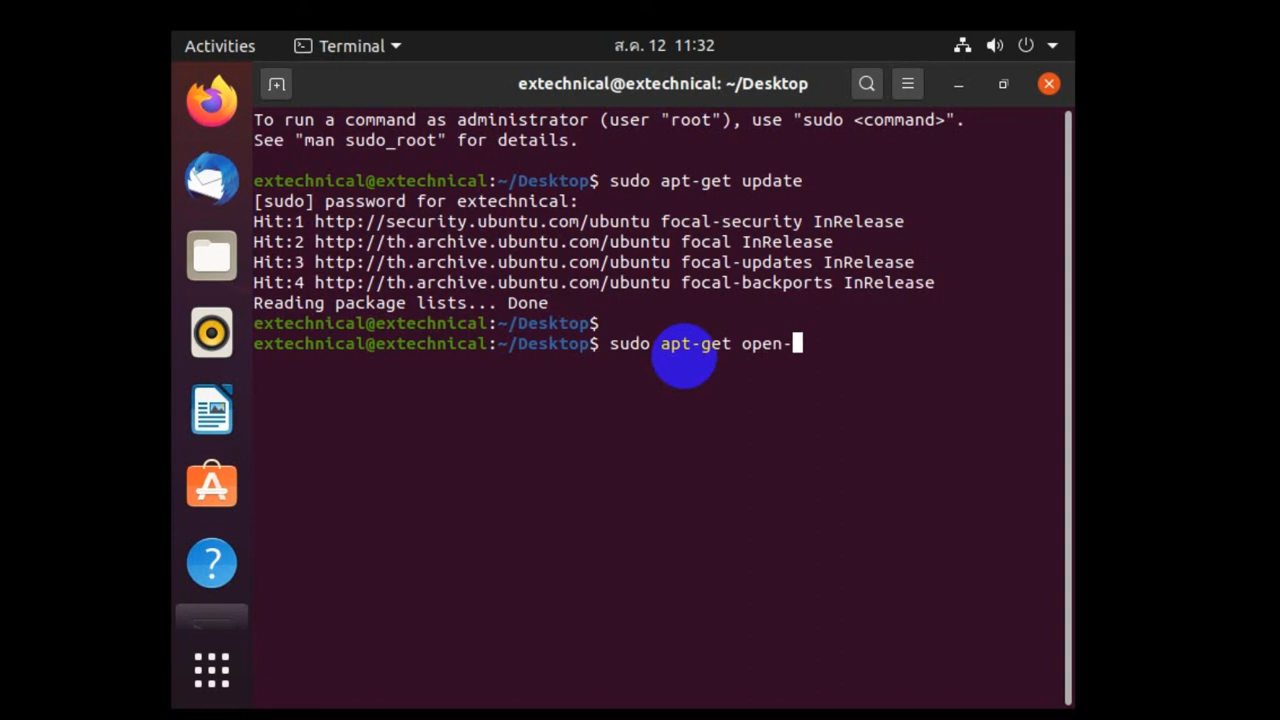 Activities
Terminal
ส.ค. 12 11:32
extechnical@extechnical: ~/Desktop
To run a command as administrator (user "root"), use "sudo <command>".
See "man sudo_root" for details.
extechnical@extechnical:~/Desktop$ sudo apt-get update
[sudo] password for extechnical:
Hit:1 http://security.ubuntu.com/ubuntu focal-security InRelease
Hit:2 http://th.archive.ubuntu.com/ubuntu focal InRelease
Hit:3 http://th.archive.ubuntu.com/ubuntu focal-updates InRelease
Hit:4 http://th.archive.ubuntu.com/ubuntu focal-backports InRelease
Reading package lists... Done
extechnical@extechnical:~/Desktop$
extechnical@extechnical:~/Desktop$ sudo apt-get open-